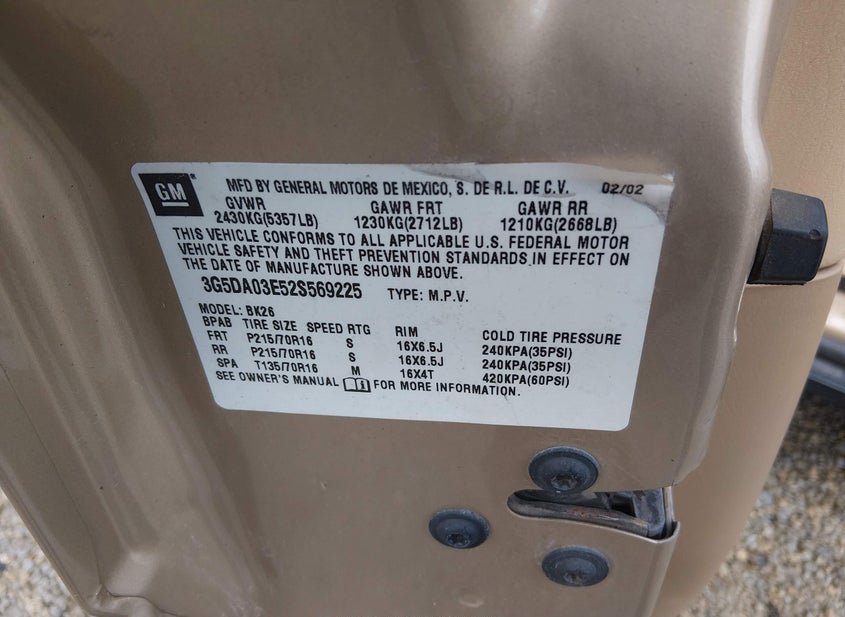 GM MFD BY GENERAL MOTORS DE MEXICO, S. DE R.L. DE C.V. 02/02
GVWR GAWR FRT GAWR RR
2430KG(5357LB) 1230KG(2712LB) 1210KG(2668LB)
THIS VEHICLE CONFORMS TO ALL APPLICABLE U.S. FEDERAL MOTOR
VEHICLE SAFETY AND THEFT PREVENTION STANDARDS IN EFFECT ON
THE DATE OF MANUFACTURE SHOWN ABOVE.
3G5DA03E52S569225 TYPE: M.P.V.
MODEL: BK26
BPAB TIRE SIZE SPEED RTG RIM COLD TIRE PRESSURE
FRT P215/70R16 S 16X6.5J 240KPA(35PSI)
RR P215/70R16 S 16X6.5J 240KPA(35PSI)
SPA T135/70R16 M 16X4T 420KPA(60PSI)
SEE OWNER'S MANUAL FOR MORE INFORMATION.